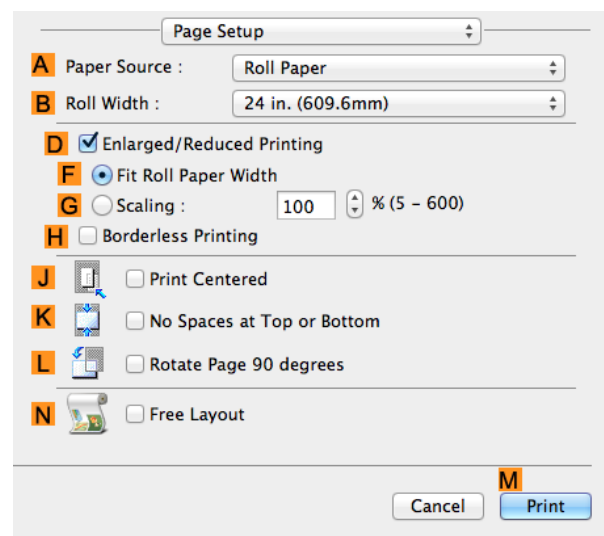 Page Setup
A Paper Source : Roll Paper
B Roll Width : 24 in. (609.6mm)
D Enlarged/Reduced Printing
F Fit Roll Paper Width
G Scaling : 100 % (5 – 600)
H Borderless Printing
J Print Centered
K No Spaces at Top or Bottom
L Rotate Page 90 degrees
N Free Layout
M
Cancel Print